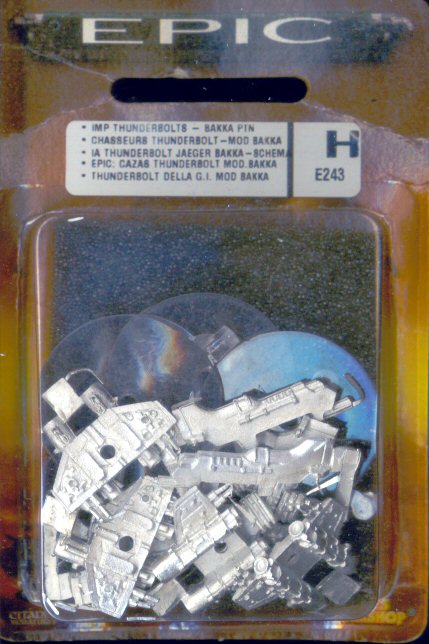 EPIC
• IMP THUNDERBOLTS – BAKKA PTN
• CHASSEURS THUNDERBOLT – MOD BAKKA
• IA THUNDERBOLT JAEGER BAKKA – SCHEMA
• EPIC: CAZAS THUNDERBOLT MOD. BAKKA
• THUNDERBOLT DELLA G.I. MOD BAKKA
H
E243